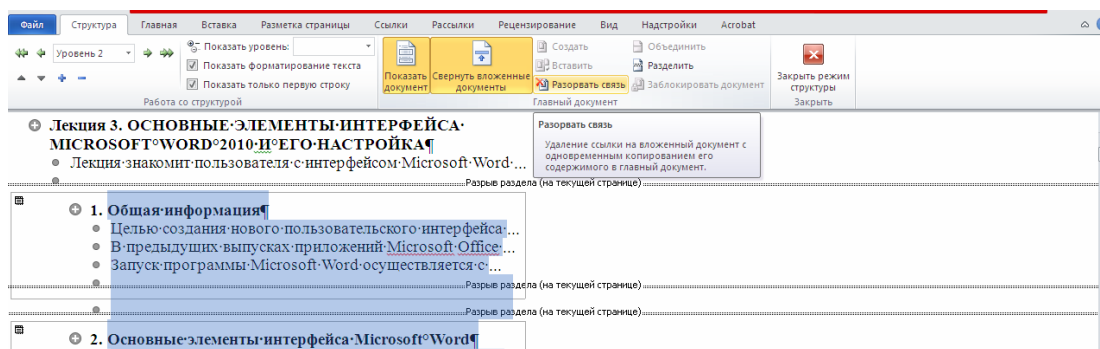 Файл Структура Главная Вставка Разметка страницы Ссылки Рассылки Рецензирование Вид Надстройки Acrobat
Уровень 2
Показать уровень:
Показать форматирование текста
Показать только первую строку
Работа со структурой
Показать документ
Свернуть вложенные документы
Создать
Вставить
Разорвать связь
Объединить
Разделить
Заблокировать документ
Главный документ
Закрыть режим структуры
Закрыть
Разорвать связь
Удаление ссылки на вложенный документ с
одновременным копированием его
содержимого в главный документ.
Лекция 3. ОСНОВНЫЕ·ЭЛЕМЕНТЫ·ИНТЕРФЕЙСА·
MICROSOFT°WORD°2010·И°ЕГО·НАСТРОЙКА¶
Лекция·знакомит·пользователя·с·интерфейсом·Microsoft·Word·...
Разрыв раздела (на текущей странице)
1. Общая·информация¶
Целью·создания·нового·пользовательского·интерфейса·...
В·предыдущих·выпусках·приложений·Microsoft·Office·...
Запуск·программы·Microsoft·Word·осуществляется·с·...
Разрыв раздела (на текущей странице)
Разрыв раздела (на текущей странице)
2. Основные·элементы·интерфейса·Microsoft°Word¶